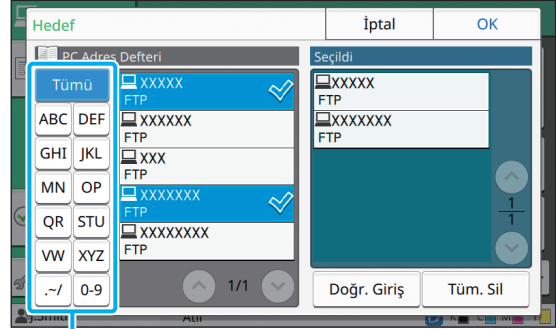 Hedef
İptal
OK
PC Adres Defteri
Seçildi
Tümü
ABC DEF
GHI JKL
MN OP
QR STU
VW XYZ
.~/ 0-9
XXXXX
FTP
XXXXXX
FTP
XXX
FTP
XXXXXXX
FTP
XXXXXXXX
FTP
1/1
XXXXX
FTP
XXXXXXX
FTP
1
1
Doğr. Giriş
Tüm. Sil